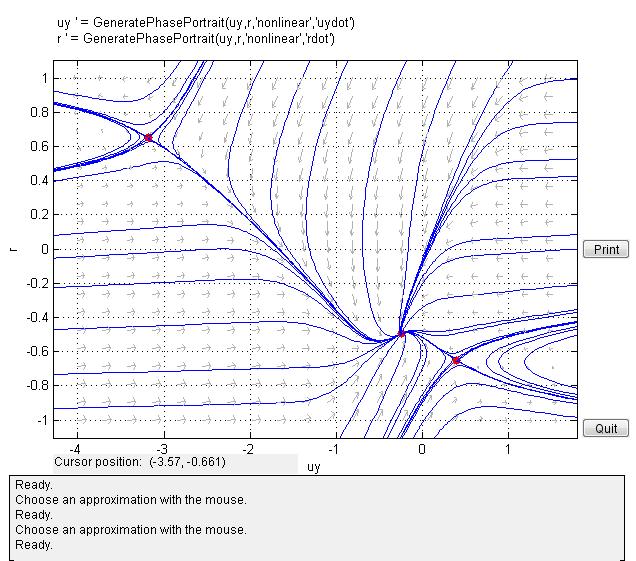 uy ' = GeneratePhasePortrait(uy,r,'nonlinear','uydot')
r ' = GeneratePhasePortrait(uy,r,'nonlinear','rdot')
1
0.8
0.6
0.4
0.2
0
-0.2
-0.4
-0.6
-0.8
-1
r
-4 -3 -2 -1 0 1
uy
Print
Quit
Cursor position: (-3.57, -0.661)
Ready.
Choose an approximation with the mouse.
Ready.
Choose an approximation with the mouse.
Ready.